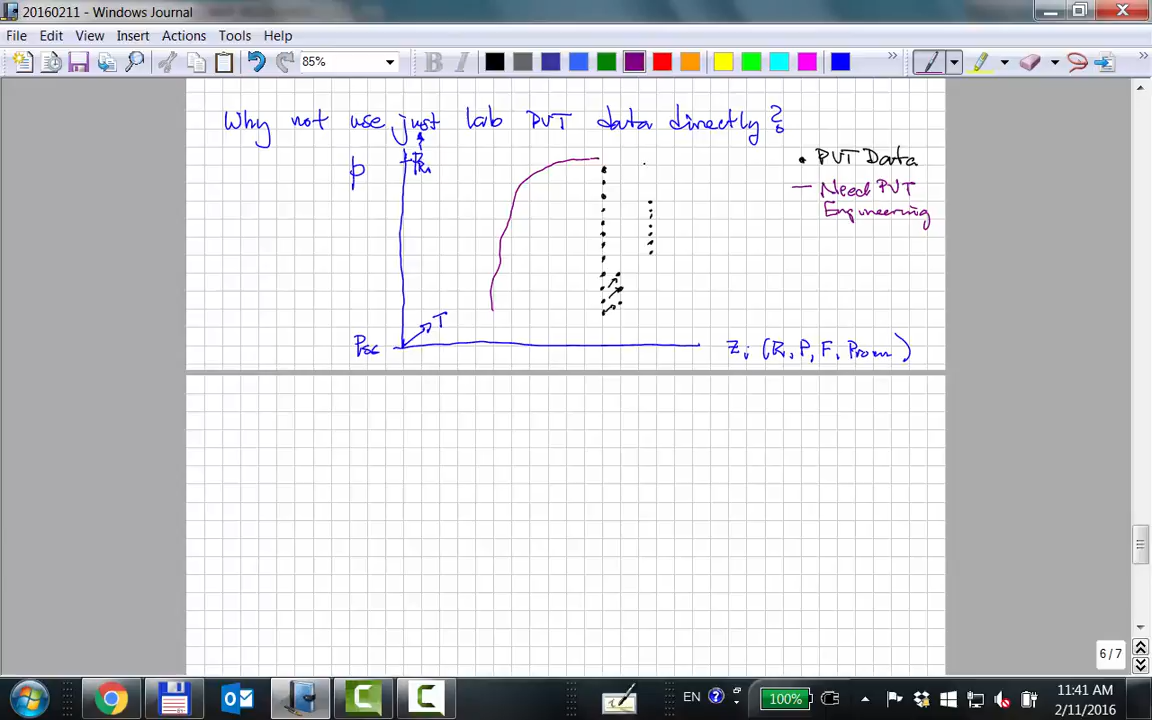 20160211 - Windows Journal
File Edit View Insert Actions Tools Help
85%
B I
Why not use just lab PVT data directly?
p
• PVT Data
— Need PVT
Engineering
T
Psc
Zi (R, P, F, Prom )
6 / 7
EN
100%
11:41 AM
2/11/2016